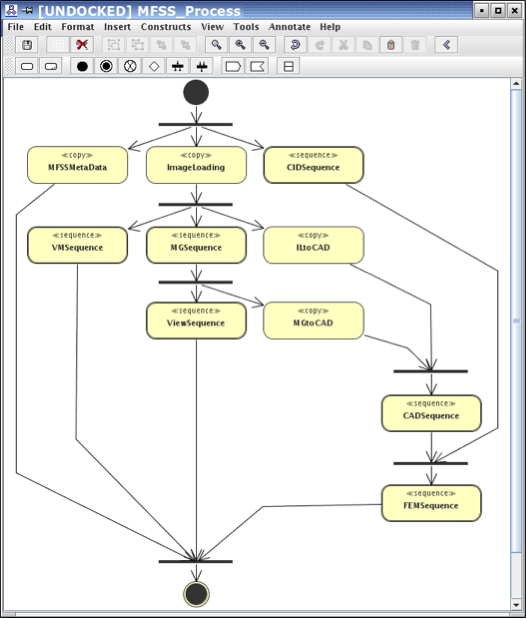 [UNDOCKED] MFSS_Process
File Edit Format Insert Constructs View Tools Annotate Help
≪copy≫
MFSSMetaData
≪copy≫
ImageLoading
≪sequence≫
CIDSequence
≪sequence≫
VMSequence
≪sequence≫
MGSequence
≪copy≫
ILtoCAD
≪sequence≫
ViewSequence
≪copy≫
MGtoCAD
≪sequence≫
CADSequence
≪sequence≫
FEMSequence